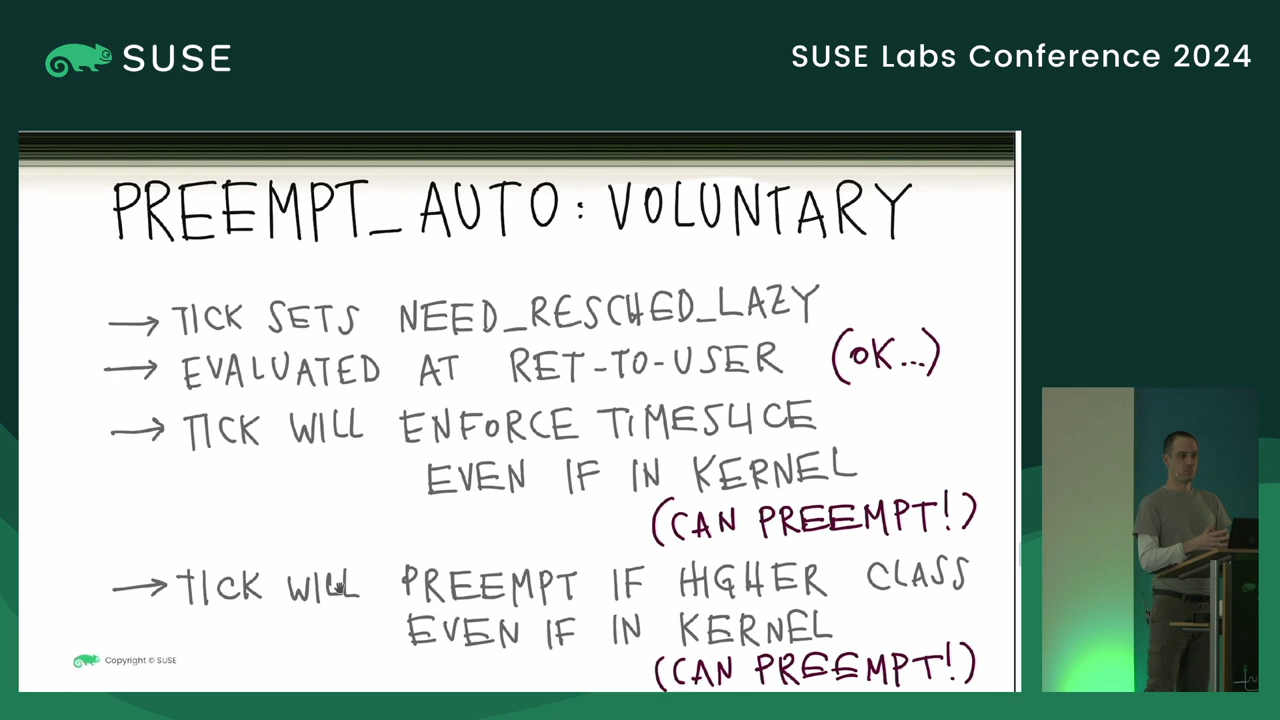 SUSE
SUSE Labs Conference 2024
PREEMPT_AUTO: VOLUNTARY
→ TICK SETS NEED_RESCHED_LAZY
→ EVALUATED AT RET-TO-USER (OK...)
→ TICK WILL ENFORCE TIMESLICE
EVEN IF IN KERNEL
(CAN PREEMPT!)
→ TICK WILL PREEMPT IF HIGHER CLASS
EVEN IF IN KERNEL
(CAN PREEMPT!)
Copyright © SUSE